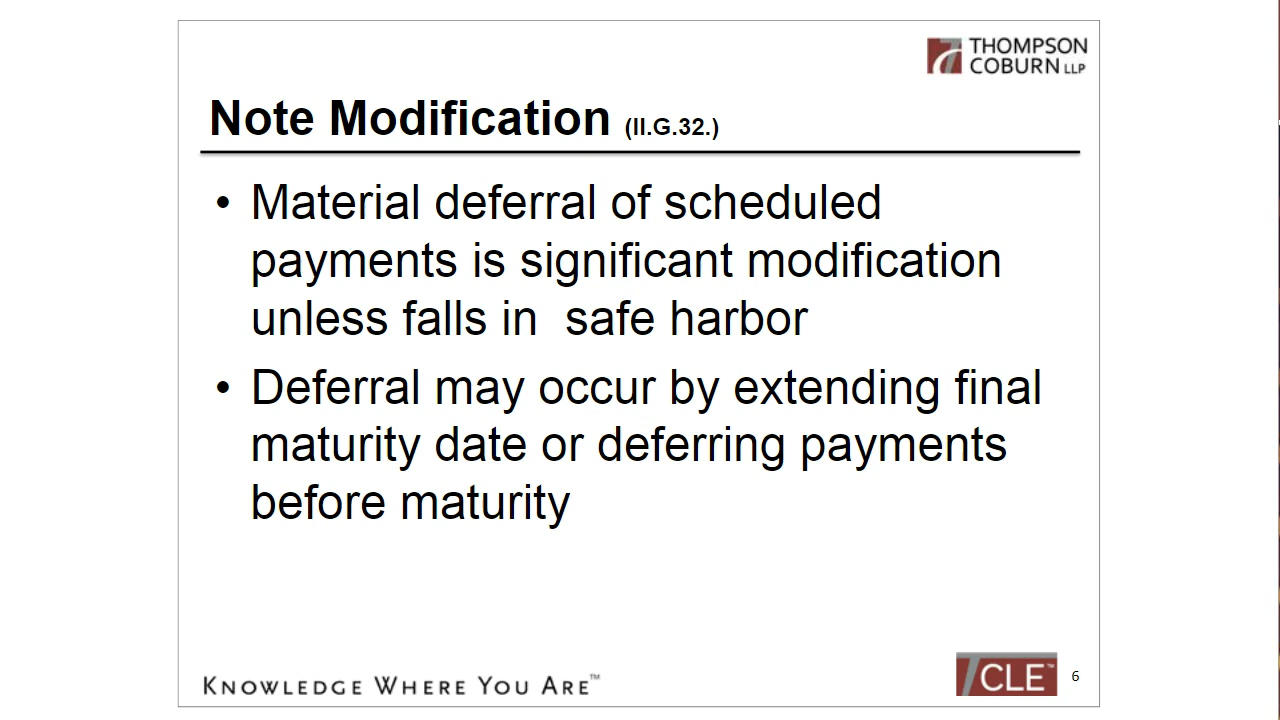 THOMPSON
COBURN LLP
Note Modification (II.G.32.)
• Material deferral of scheduled
payments is significant modification
unless falls in  safe harbor
• Deferral may occur by extending final
maturity date or deferring payments
before maturity
KNOWLEDGE WHERE YOU ARE™
CLE™
6